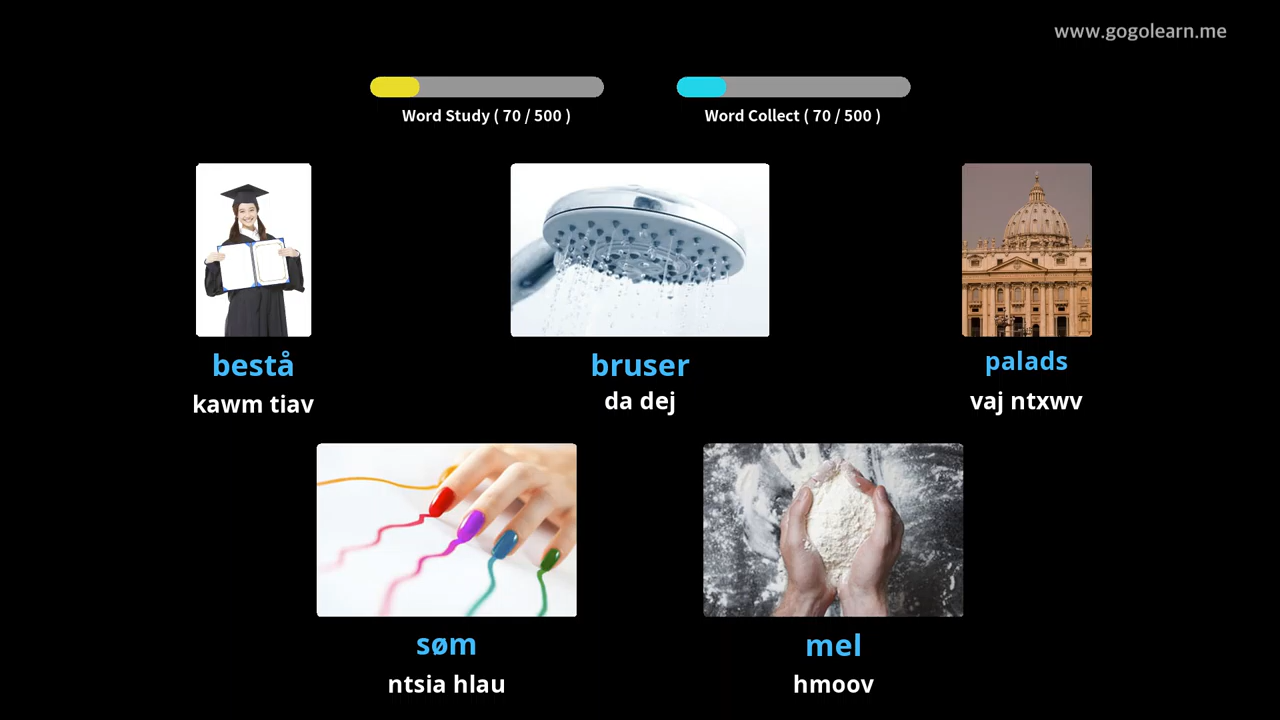 www.gogolearn.me
Word Study ( 70 / 500 )
Word Collect ( 70 / 500 )
bestå
kawm tiav
bruser
da dej
palads
vaj ntxwv
søm
ntsia hlau
mel
hmoov